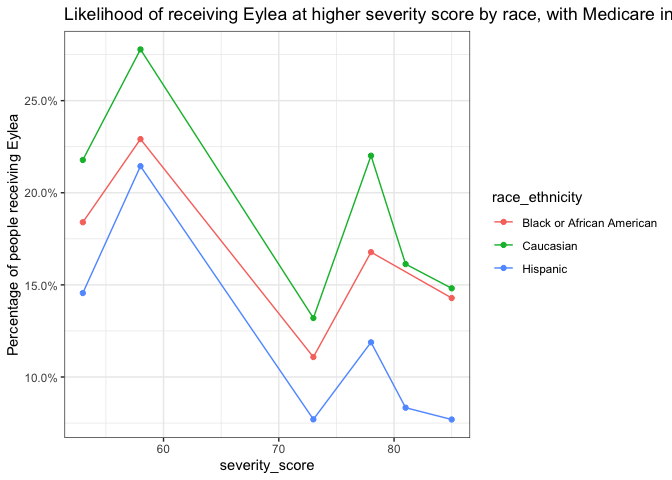 Likelihood of receiving Eylea at higher severity score by race, with Medicare in
Percentage of people receiving Eylea
25.0%
20.0%
15.0%
10.0%
60 70 80
severity_score
race_ethnicity
Black or African American
Caucasian
Hispanic